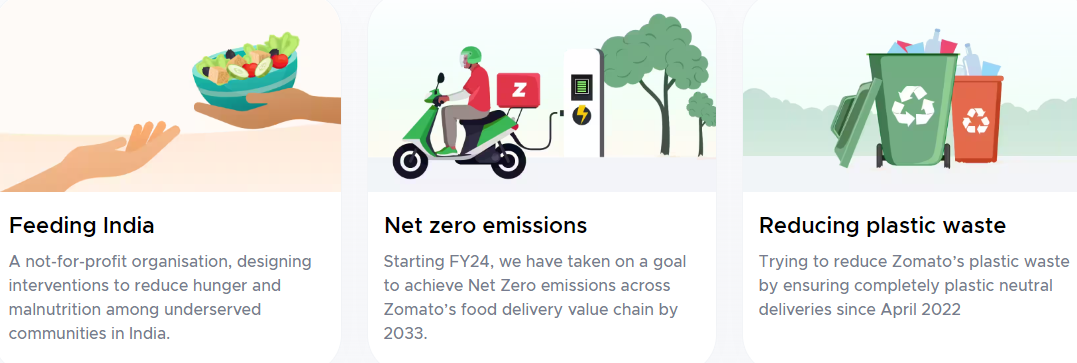 Z
Feeding India
A not-for-profit organisation, designing
interventions to reduce hunger and
malnutrition among underserved
communities in India.
Net zero emissions
Starting FY24, we have taken on a goal
to achieve Net Zero emissions across
Zomato’s food delivery value chain by
2033.
Reducing plastic waste
Trying to reduce Zomato’s plastic waste
by ensuring completely plastic neutral
deliveries since April 2022